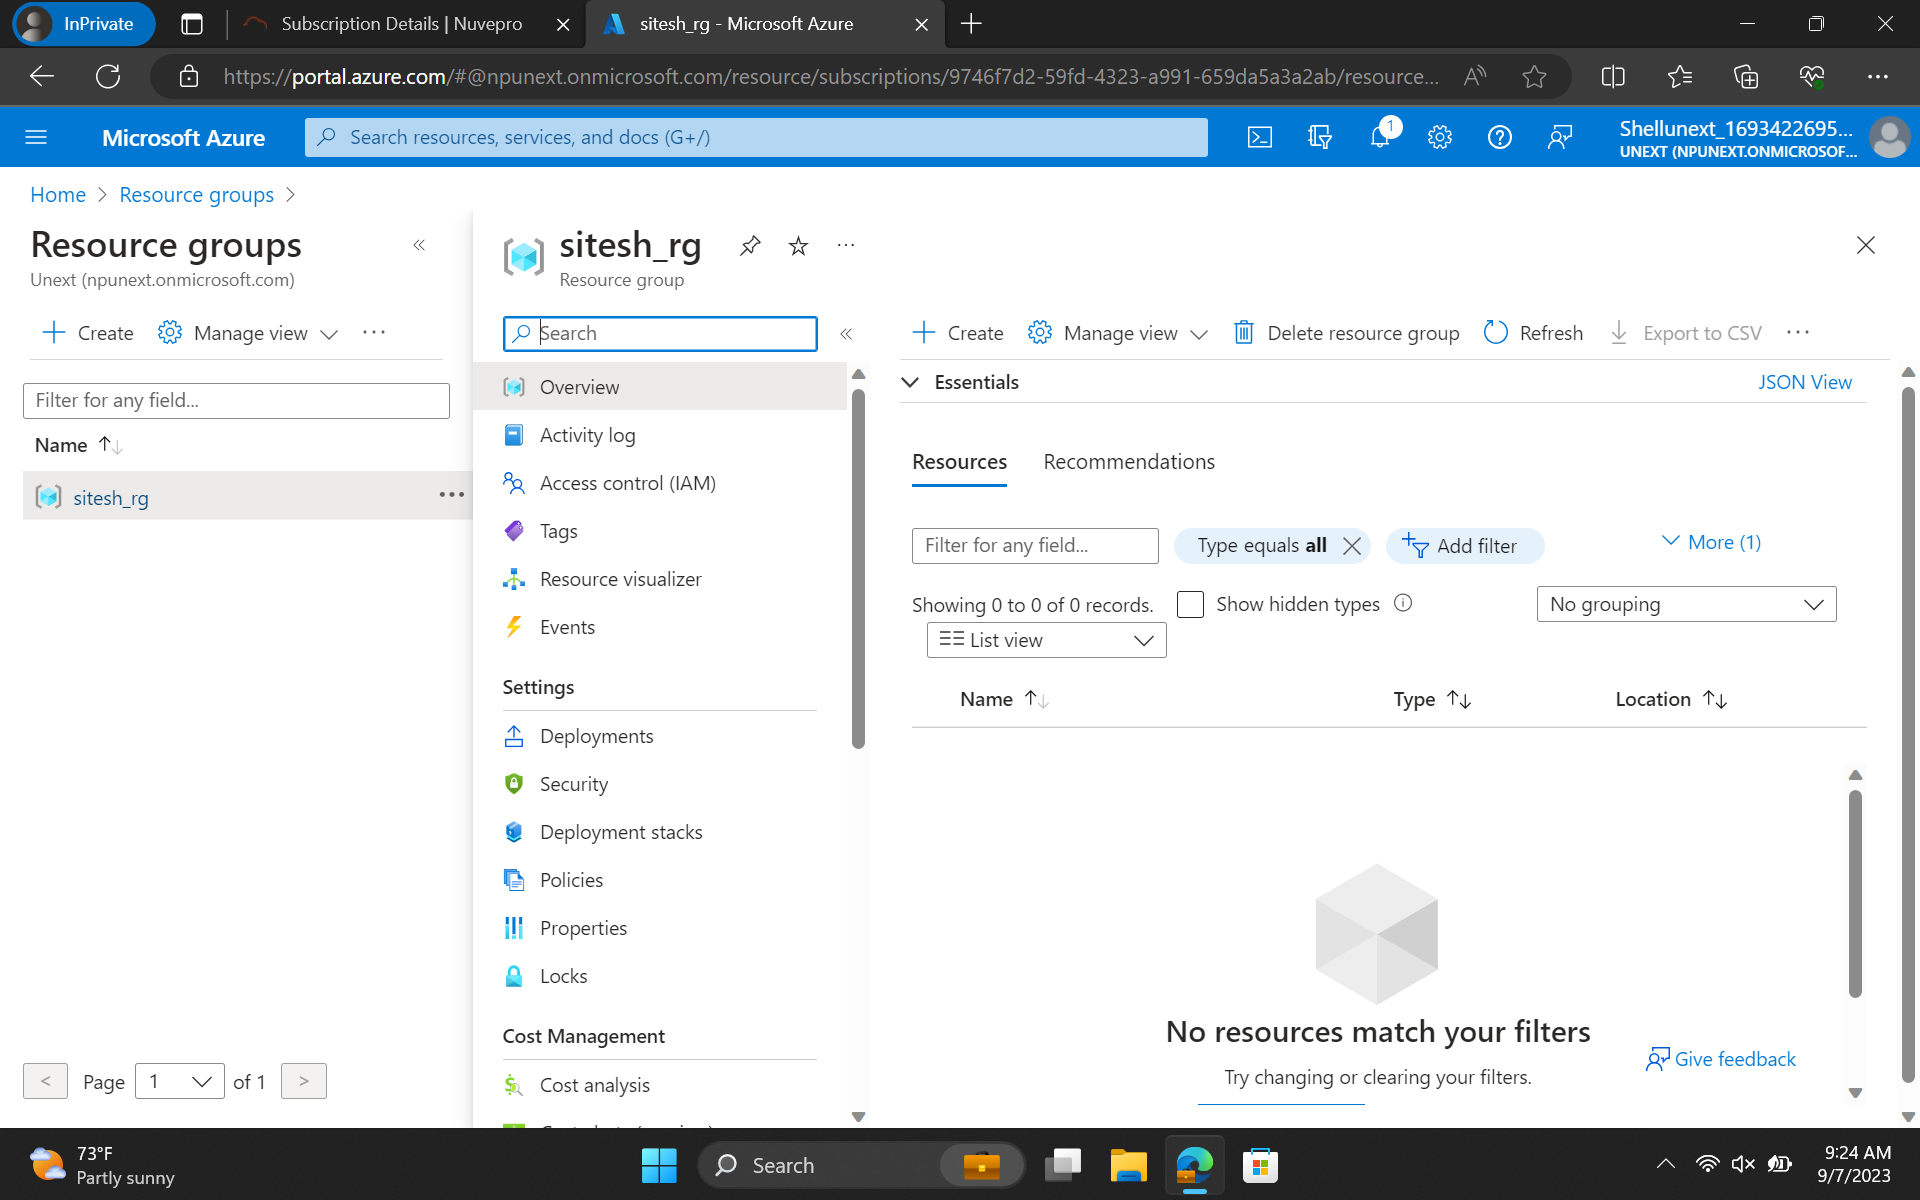 InPrivate
Subscription Details | Nuvepro
sitesh_rg - Microsoft Azure
https://portal.azure.com/#@npunext.onmicrosoft.com/resource/subscriptions/9746f7d2-59fd-4323-a991-659da5a3a2ab/resource...
Microsoft Azure
Search resources, services, and docs (G+/)
1
Shellunext_1693422695...
UNEXT (NPUNEXT.ONMICROSOF...
Home > Resource groups >
Resource groups
Unext (npunext.onmicrosoft.com)
Create
Manage view
Filter for any field...
Name
sitesh_rg
< Page 1 of 1 >
sitesh_rg
Resource group
Search
Overview
Activity log
Access control (IAM)
Tags
Resource visualizer
Events
Settings
Deployments
Security
Deployment stacks
Policies
Properties
Locks
Cost Management
Cost analysis
Create
Manage view
Delete resource group
Refresh
Export to CSV
Essentials
JSON View
Resources
Recommendations
Filter for any field...
Type equals all
Add filter
More (1)
Showing 0 to 0 of 0 records.
Show hidden types
No grouping
List view
Name
Type
Location
No resources match your filters
Try changing or clearing your filters.
Give feedback
73°F
Partly sunny
Search
9:24 AM
9/7/2023